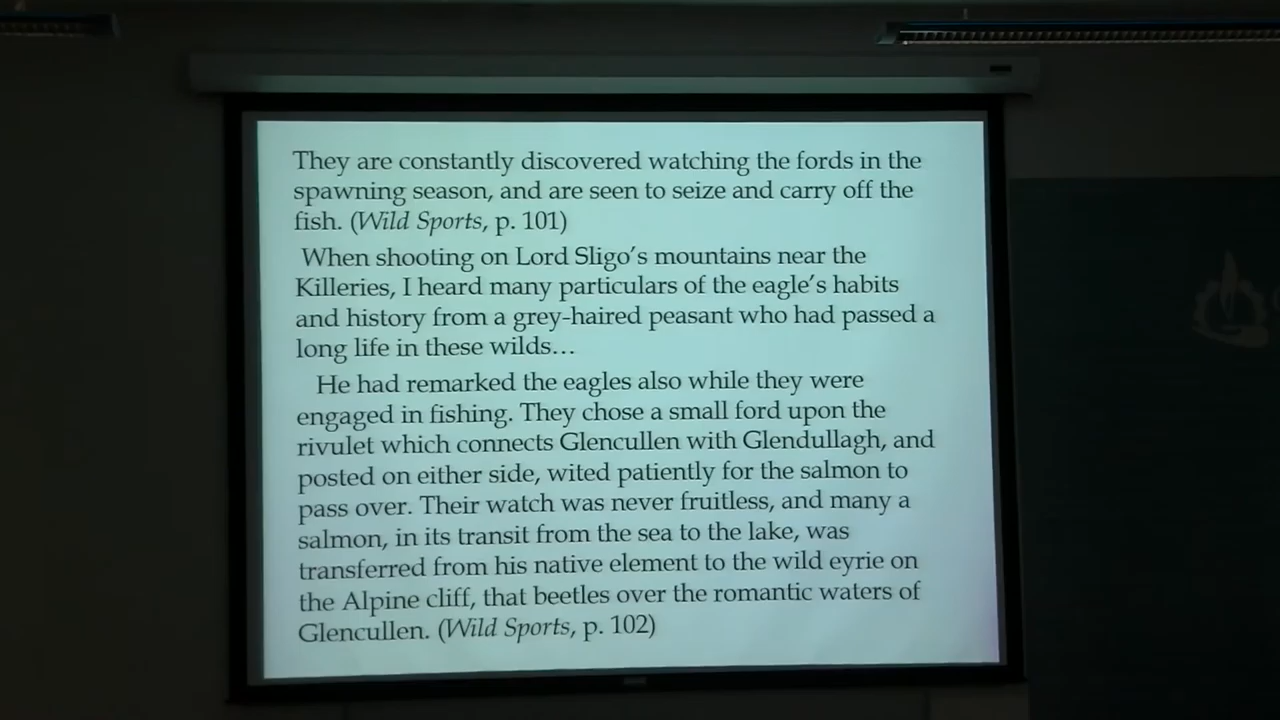 They are constantly discovered watching the fords in the
spawning season, and are seen to seize and carry off the
fish. (Wild Sports, p. 101)
When shooting on Lord Sligo's mountains near the
Killeries, I heard many particulars of the eagle's habits
and history from a grey-haired peasant who had passed a
long life in these wilds…
He had remarked the eagles also while they were
engaged in fishing. They chose a small ford upon the
rivulet which connects Glencullen with Glendullagh, and
posted on either side, wited patiently for the salmon to
pass over. Their watch was never fruitless, and many a
salmon, in its transit from the sea to the lake, was
transferred from his native element to the wild eyrie on
the Alpine cliff, that beetles over the romantic waters of
Glencullen. (Wild Sports, p. 102)